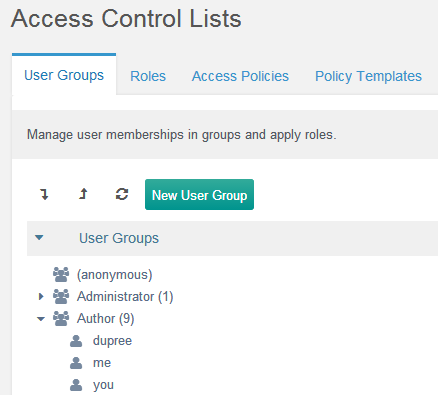 Access Control Lists
User Groups Roles Access Policies Policy Templates
Manage user memberships in groups and apply roles.
New User Group
User Groups
(anonymous)
Administrator (1)
Author (9)
dupree
me
you